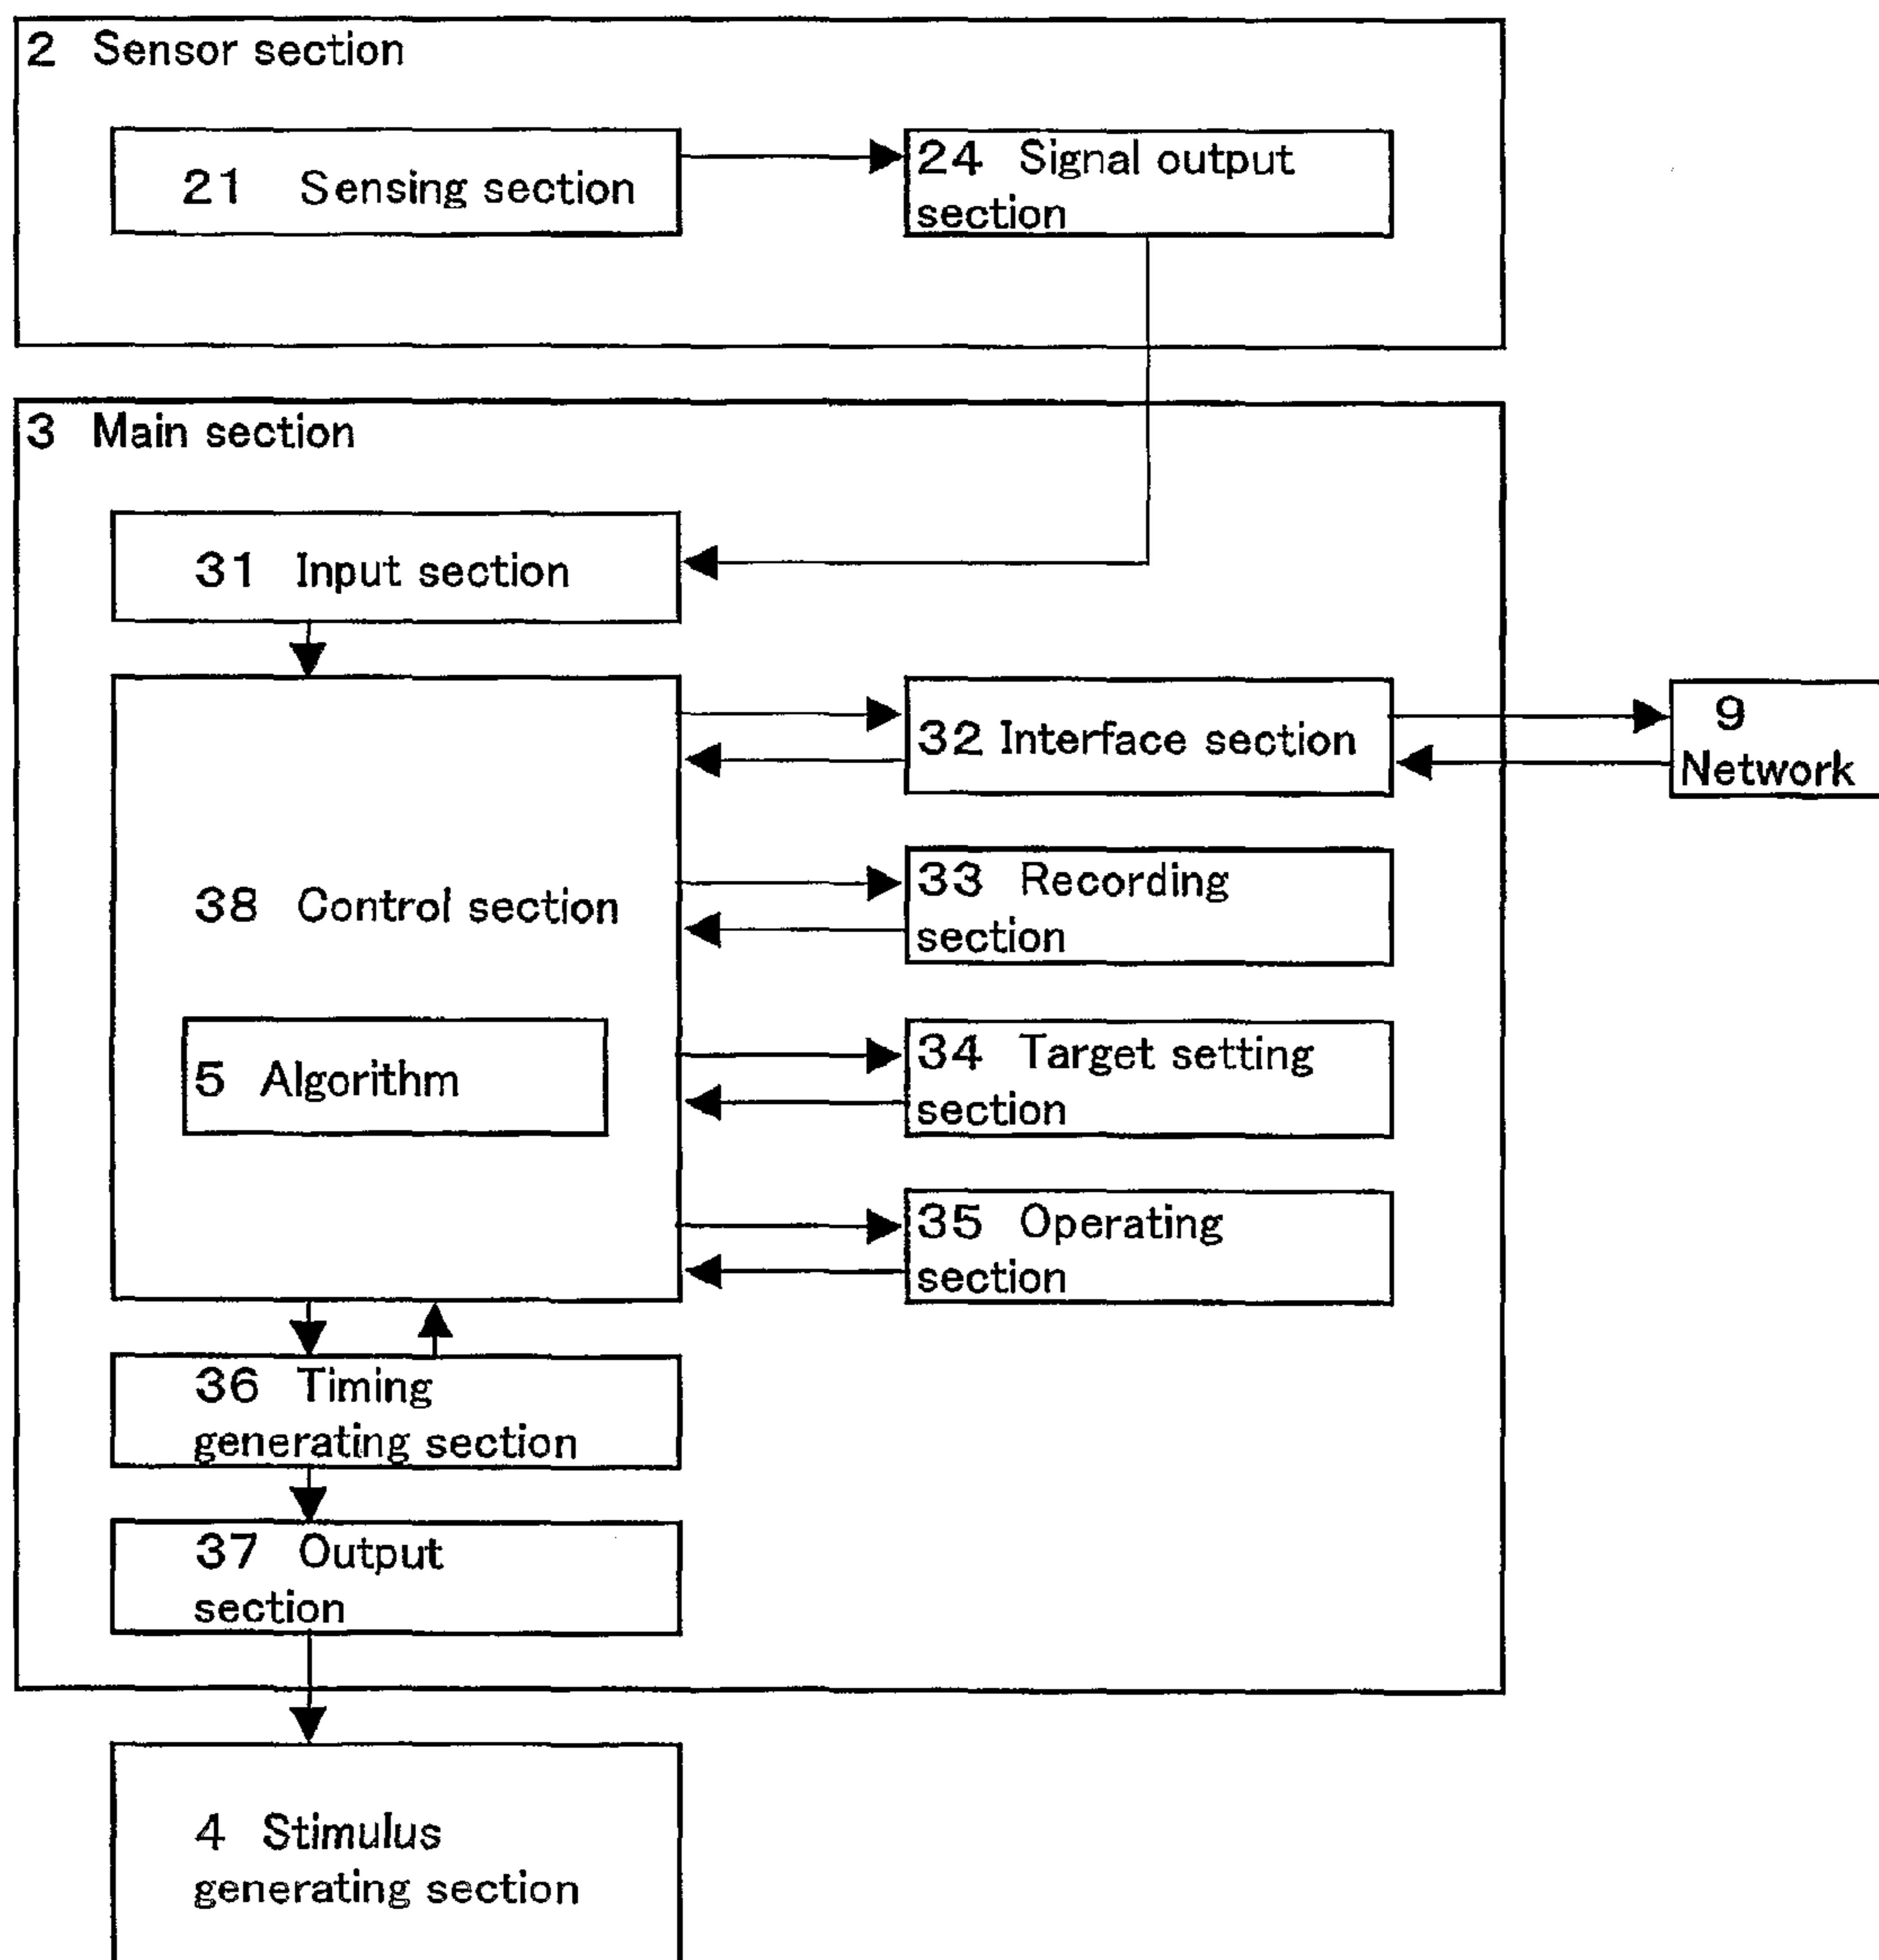 2 Sensor section
21 Sensing section
24 Signal output
section
3 Main section
31 Input section
32 Interface section
9
Network
38 Control section
33 Recording
section
5 Algorithm
34 Target setting
section
35 Operating
section
36 Timing
generating section
37 Output
section
4 Stimulus
generating section